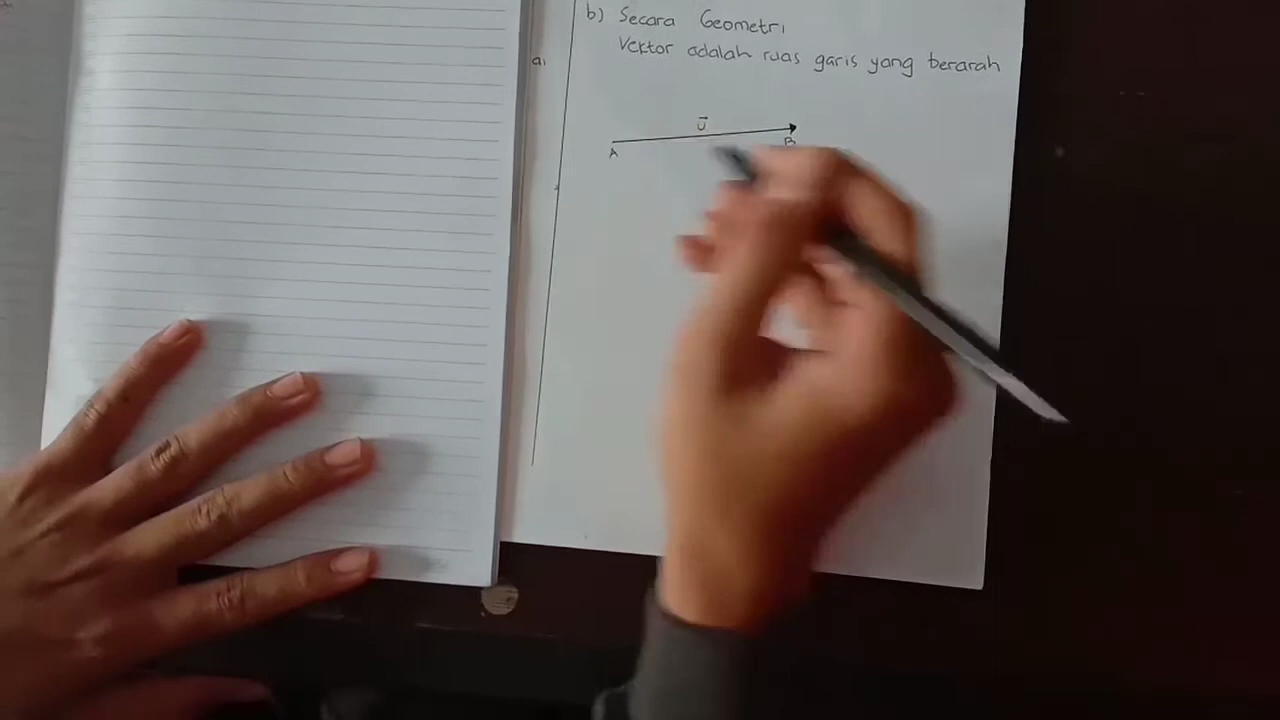 b) Secara Geometri
Vektor adalah ruas garis yang berarah
a,
u⃗
A
B